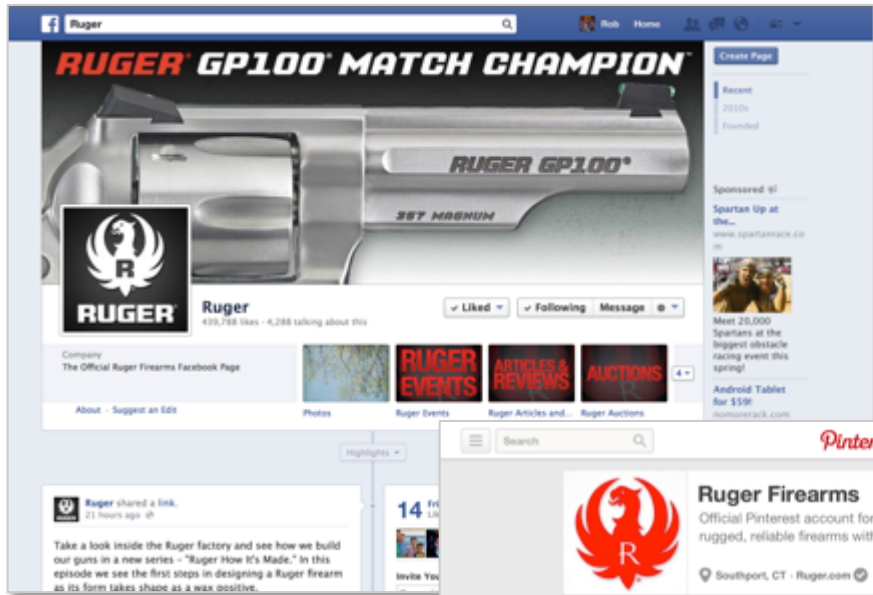 Ruger
Rob Home
RUGER® GP100® MATCH CHAMPION™
RUGER GP100®
357 MAGNUM
R
RUGER
Ruger
439,788 likes · 4,288 talking about this
Liked
Following Message
Company
The Official Ruger Firearms Facebook Page
About - Suggest an Edit
Photos
RUGER
EVENTS
Ruger Events
ARTICLES &
REVIEWS
Ruger Articles and...
AUCTIONS
Ruger Auctions
4
Create Page
Recent
2010s
Founded
Sponsored
Spartan Up at
the...
www.spartanrace.co
m
Meet 20,000
Spartans at the
biggest obstacle
racing event this
spring!
Android Tablet
for $59!
nomorerack.com
Highlights
RUGER
Ruger shared a link.
21 hours ago
Take a look inside the Ruger factory and see how we build
our guns in a new series - "Ruger How It's Made." In this
episode we see the first steps in designing a Ruger firearm
as its form takes shape as a wax positive.
14 Fri
Lik
Invite You
Search
Pinter
R
Ruger Firearms
Official Pinterest account for
rugged, reliable firearms with
Southport, CT · Ruger.com